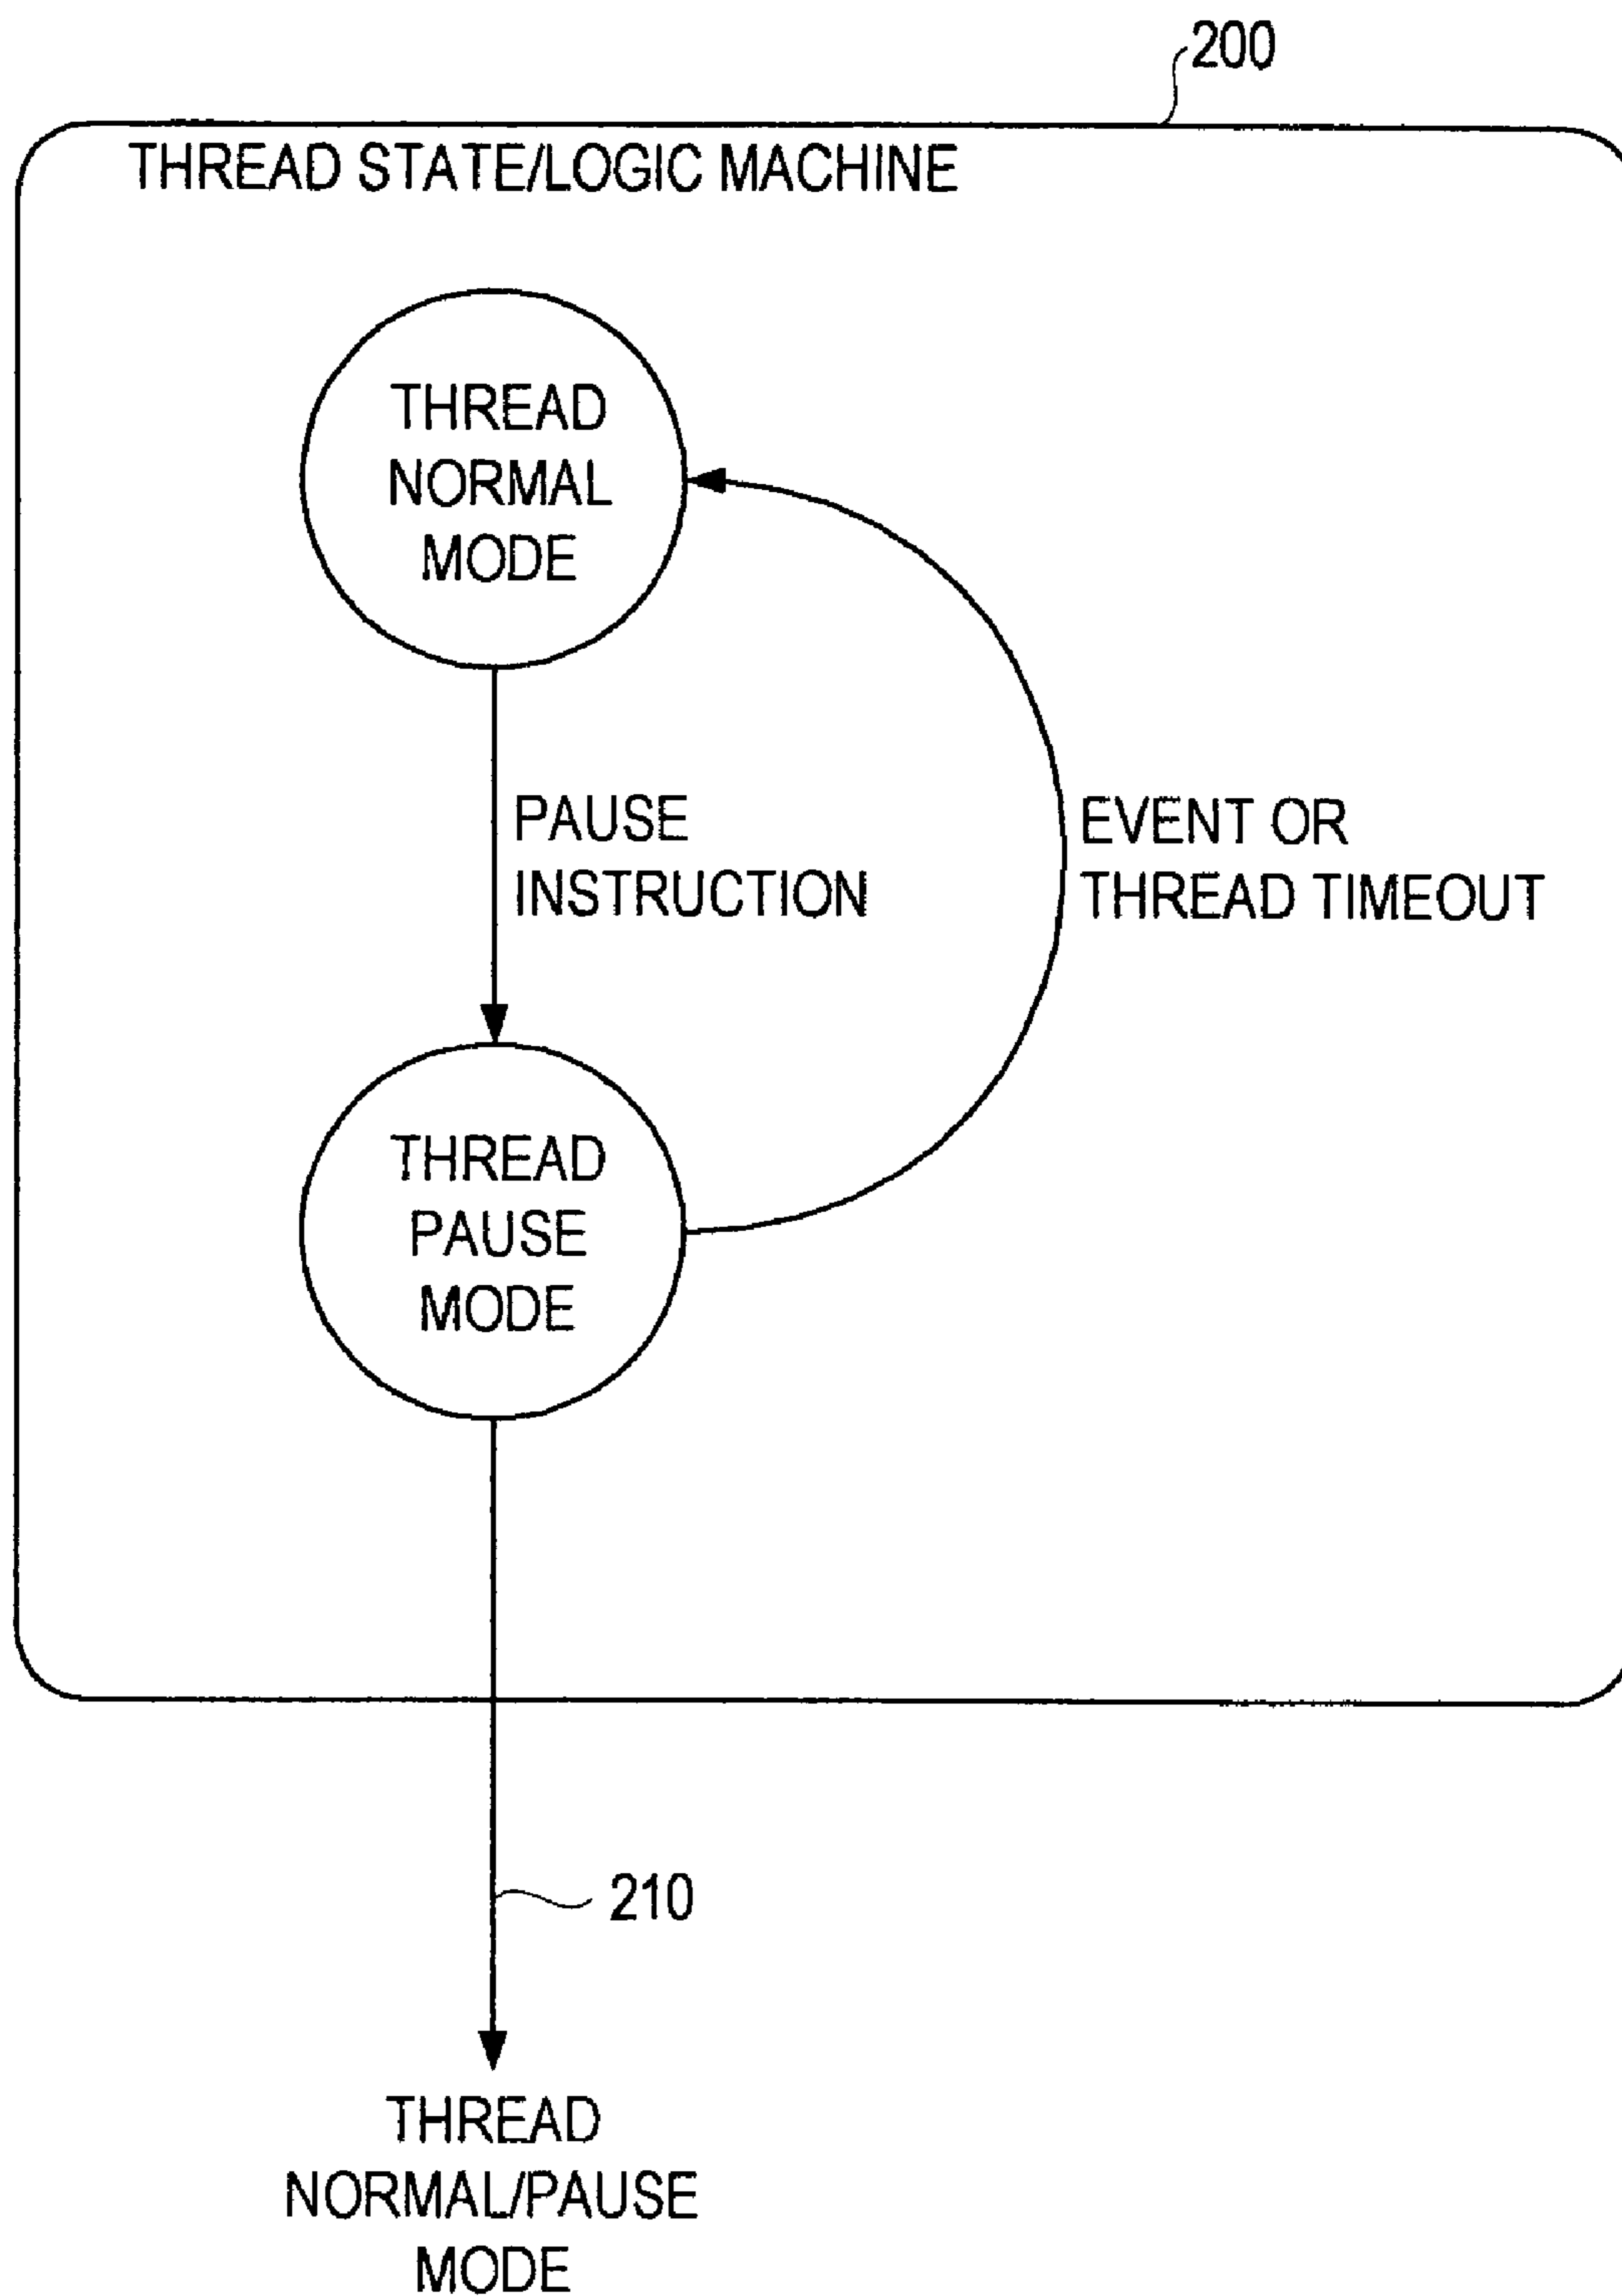 200
THREAD STATE/LOGIC MACHINE
THREAD
NORMAL
MODE
PAUSE
INSTRUCTION
EVENT OR
THREAD TIMEOUT
THREAD
PAUSE
MODE
210
THREAD
NORMAL/PAUSE
MODE